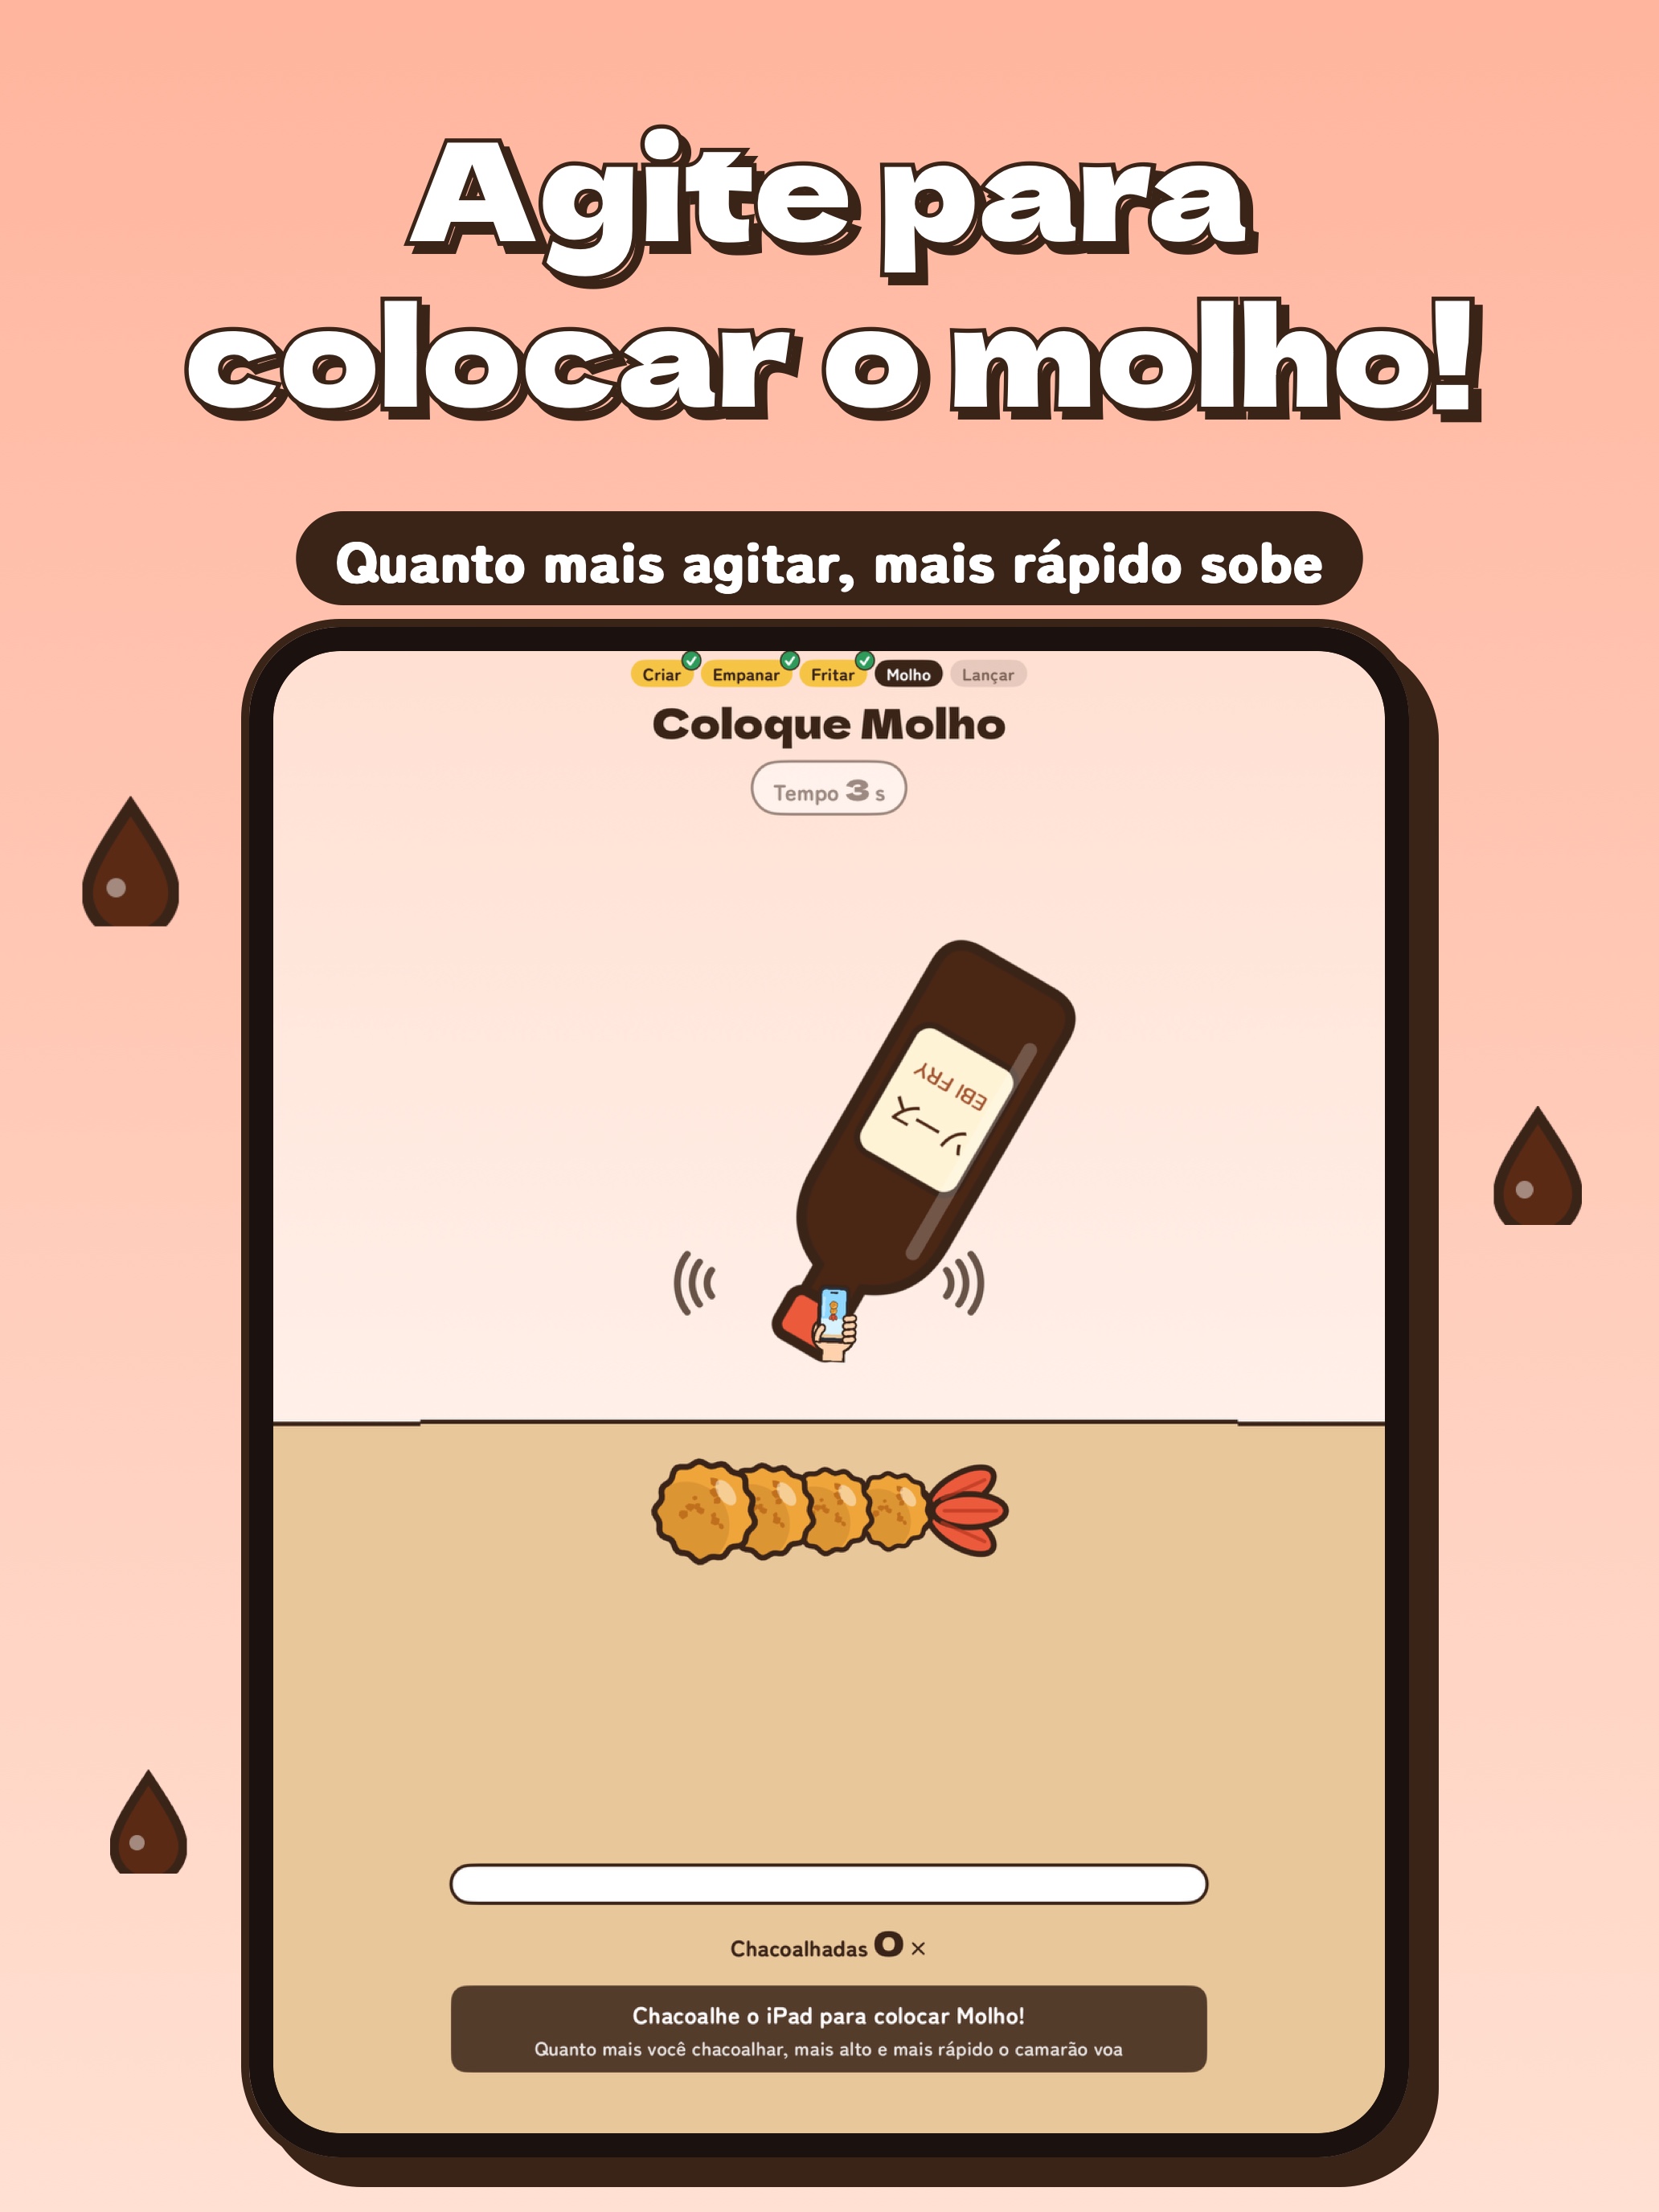 Agite para
colocar o molho!
Quanto mais agitar, mais rápido sobe
Criar Empanar Fritar Molho Lançar
Coloque Molho
Tempo 3 s
ソース
EBI FRY
Chacoalhadas 0 ×
Chacoalhe o iPad para colocar Molho!
Quanto mais você chacoalhar, mais alto e mais rápido o camarão voa